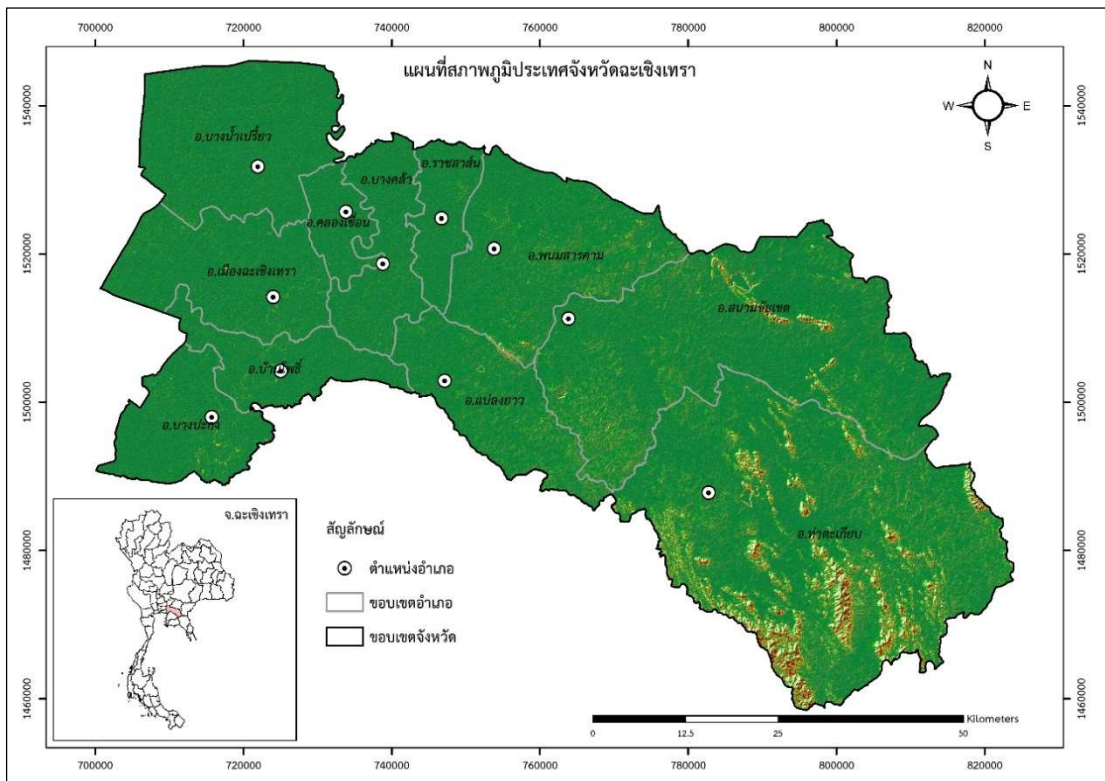 700000 720000 740000 760000 780000 800000 820000
แผนที่สภาพภูมิประเทศจังหวัดฉะเชิงเทรา
N
W E
S
1540000 1540000
อ.บางน้ำเปรี้ยว
อ.ราชสาส์น
อ.บางคล้า
อ.คลองเขื่อน
1520000 1520000
อ.พนมสารคาม
อ.เมืองฉะเชิงเทรา
อ.สนามชัยเขต
อ.บ้านโพธิ์
อ.แปลงยาว
1500000 1500000
อ.บางปะกง
จ.ฉะเชิงเทรา
สัญลักษณ์
อ.ท่าตะเกียบ
1480000 1480000
ตำแหน่งอำเภอ
ขอบเขตอำเภอ
ขอบเขตจังหวัด
1460000 1460000
Kilometers
0 12.5 25 50
700000 720000 740000 760000 780000 800000 820000